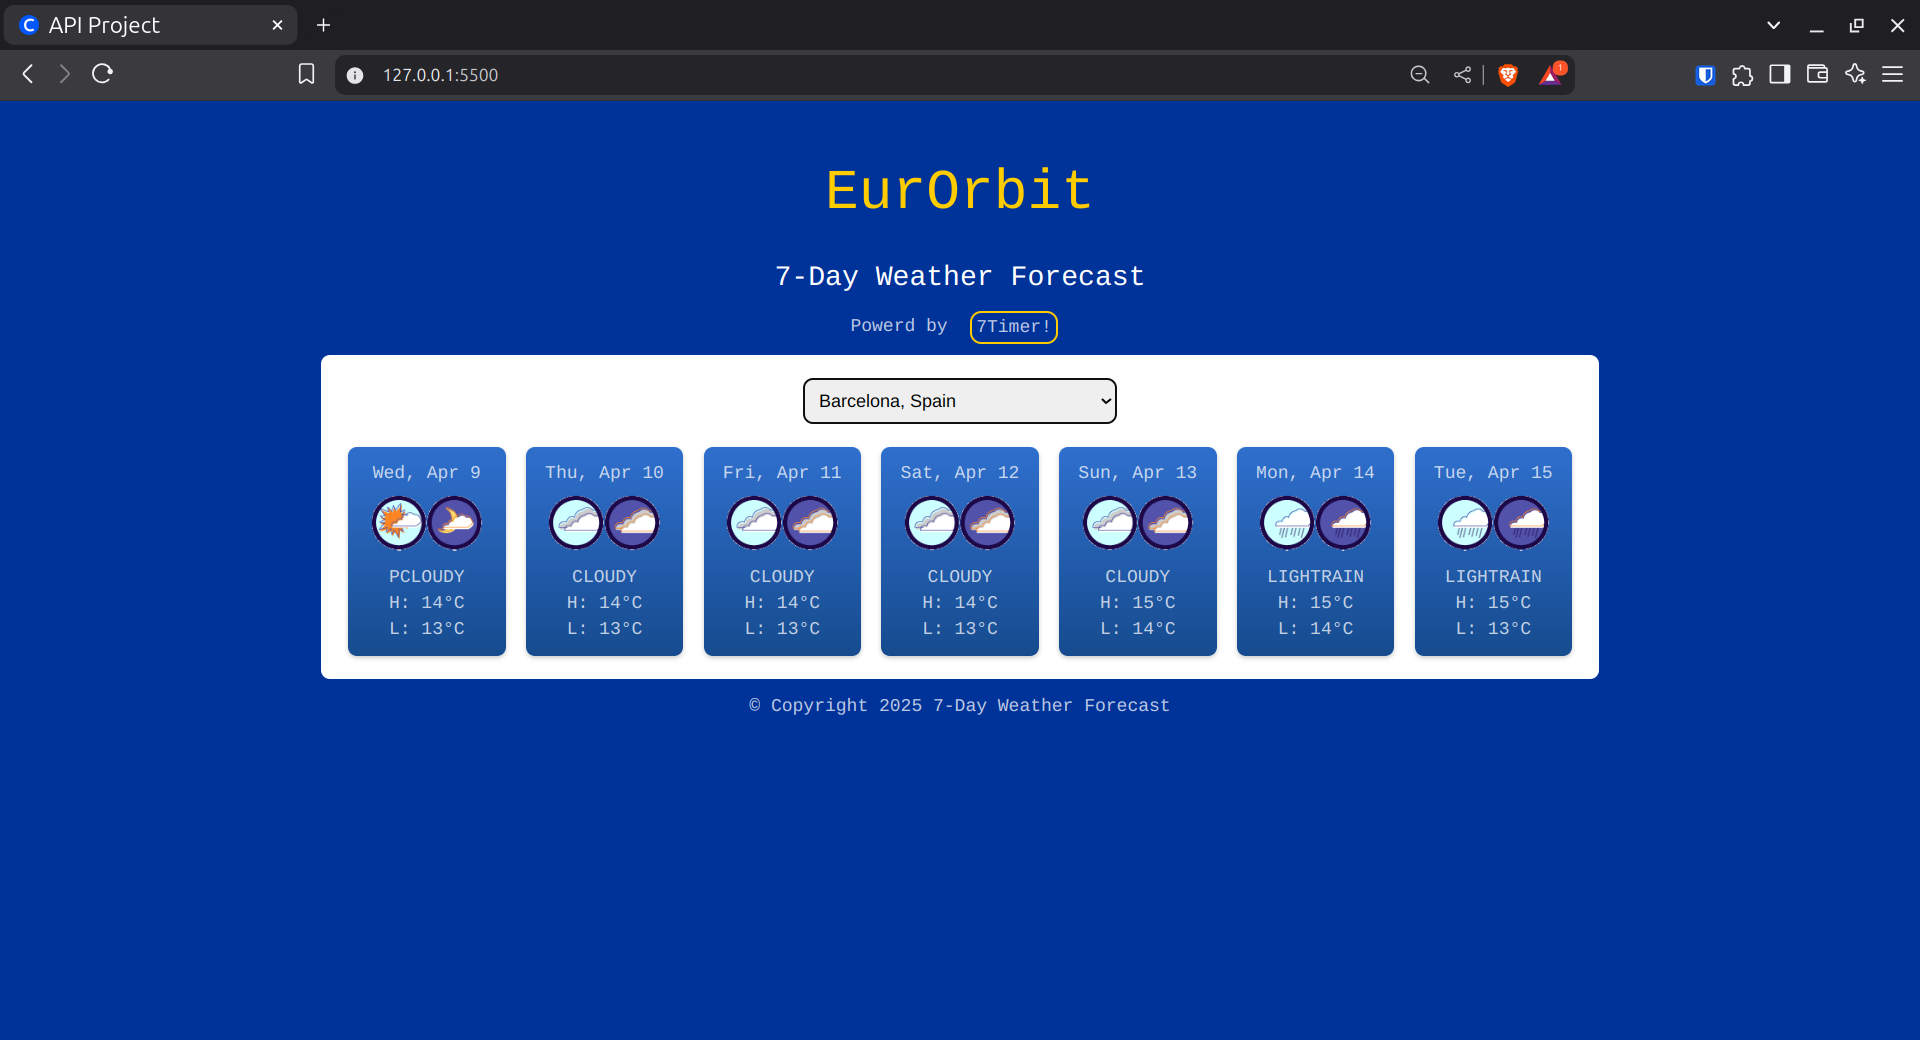 API Project
127.0.0.1:5500
1
EurOrbit
7-Day Weather Forecast
Powerd by 7Timer!
Barcelona, Spain
Wed, Apr 9
PCLOUDY
H: 14°C
L: 13°C
Thu, Apr 10
CLOUDY
H: 14°C
L: 13°C
Fri, Apr 11
CLOUDY
H: 14°C
L: 13°C
Sat, Apr 12
CLOUDY
H: 14°C
L: 13°C
Sun, Apr 13
CLOUDY
H: 15°C
L: 14°C
Mon, Apr 14
LIGHTRAIN
H: 15°C
L: 14°C
Tue, Apr 15
LIGHTRAIN
H: 15°C
L: 13°C
© Copyright 2025 7-Day Weather Forecast